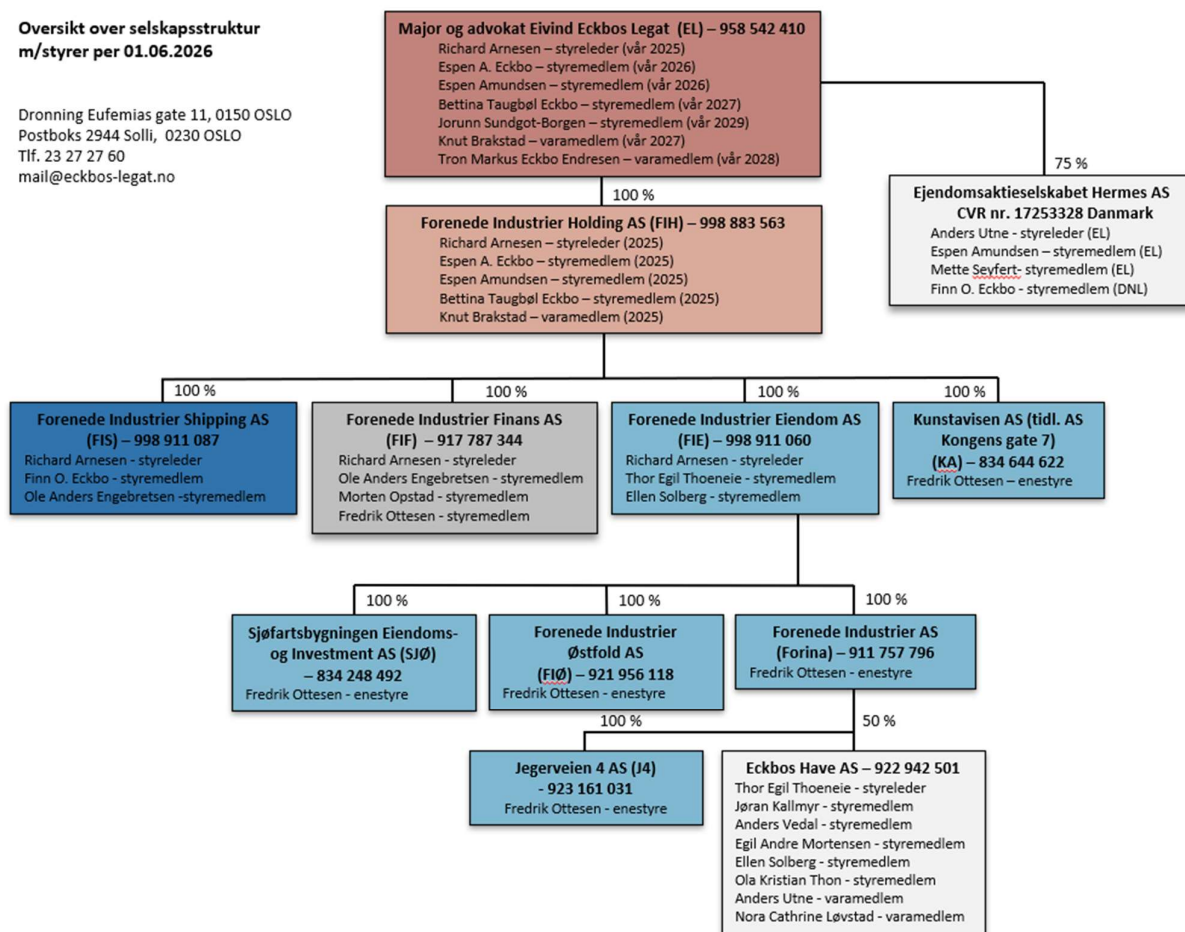 Oversikt over selskapsstruktur
m/styrer per 01.06.2026
Dronning Eufemias gate 11, 0150 OSLO
Postboks 2944 Solli, 0230 OSLO
Tlf. 23 27 27 60
mail@eckbos-legat.no
Major og advokat Eivind Eckbos Legat (EL) – 958 542 410
Richard Arnesen – styreleder (vår 2025)
Espen A. Eckbo – styremedlem (vår 2026)
Espen Amundsen – styremedlem (vår 2026)
Bettina Taugbøl Eckbo – styremedlem (vår 2027)
Jorunn Sundgot-Borgen – styremedlem (vår 2029)
Knut Brakstad – varamedlem (vår 2027)
Tron Markus Eckbo Endresen – varamedlem (vår 2028)
75 %
Ejendomsaktieselskabet Hermes AS
CVR nr. 17253328 Danmark
Anders Utne - styreleder (EL)
Espen Amundsen – styremedlem (EL)
Mette Seyfert- styremedlem (EL)
Finn O. Eckbo - styremedlem (DNL)
100 %
Forenede Industrier Holding AS (FIH) – 998 883 563
Richard Arnesen – styreleder (2025)
Espen A. Eckbo – styremedlem (2025)
Espen Amundsen – styremedlem (2025)
Bettina Taugbøl Eckbo – styremedlem (2025)
Knut Brakstad – varamedlem (2025)
100 %
Forenede Industrier Shipping AS
(FIS) – 998 911 087
Richard Arnesen - styreleder
Finn O. Eckbo - styremedlem
Ole Anders Engebretsen -styremedlem
100 %
Forenede Industrier Finans AS
(FIF) – 917 787 344
Richard Arnesen - styreleder
Ole Anders Engebretsen - styremedlem
Morten Opstad - styremedlem
Fredrik Ottesen - styremedlem
100 %
Forenede Industrier Eiendom AS
(FIE) – 998 911 060
Richard Arnesen - styreleder
Thor Egil Thoeneie - styremedlem
Ellen Solberg - styremedlem
100 %
Kunstavisen AS (tidl. AS
Kongens gate 7)
(KA) – 834 644 622
Fredrik Ottesen – enestyre
100 %
Sjøfartsbygningen Eiendoms-
og Investment AS (SJØ)
– 834 248 492
Fredrik Ottesen - enestyre
100 %
Forenede Industrier
Østfold AS
(FIØ) – 921 956 118
Fredrik Ottesen - enestyre
100 %
Forenede Industrier AS
(Forina) – 911 757 796
Fredrik Ottesen - enestyre
100 %
Jegerveien 4 AS (J4)
- 923 161 031
Fredrik Ottesen - enestyre
50 %
Eckbos Have AS – 922 942 501
Thor Egil Thoeneie - styreleder
Jøran Kallmyr - styremedlem
Anders Vedal - styremedlem
Egil Andre Mortensen - styremedlem
Ellen Solberg - styremedlem
Ola Kristian Thon - styremedlem
Anders Utne - varamedlem
Nora Cathrine Løvstad - varamedlem